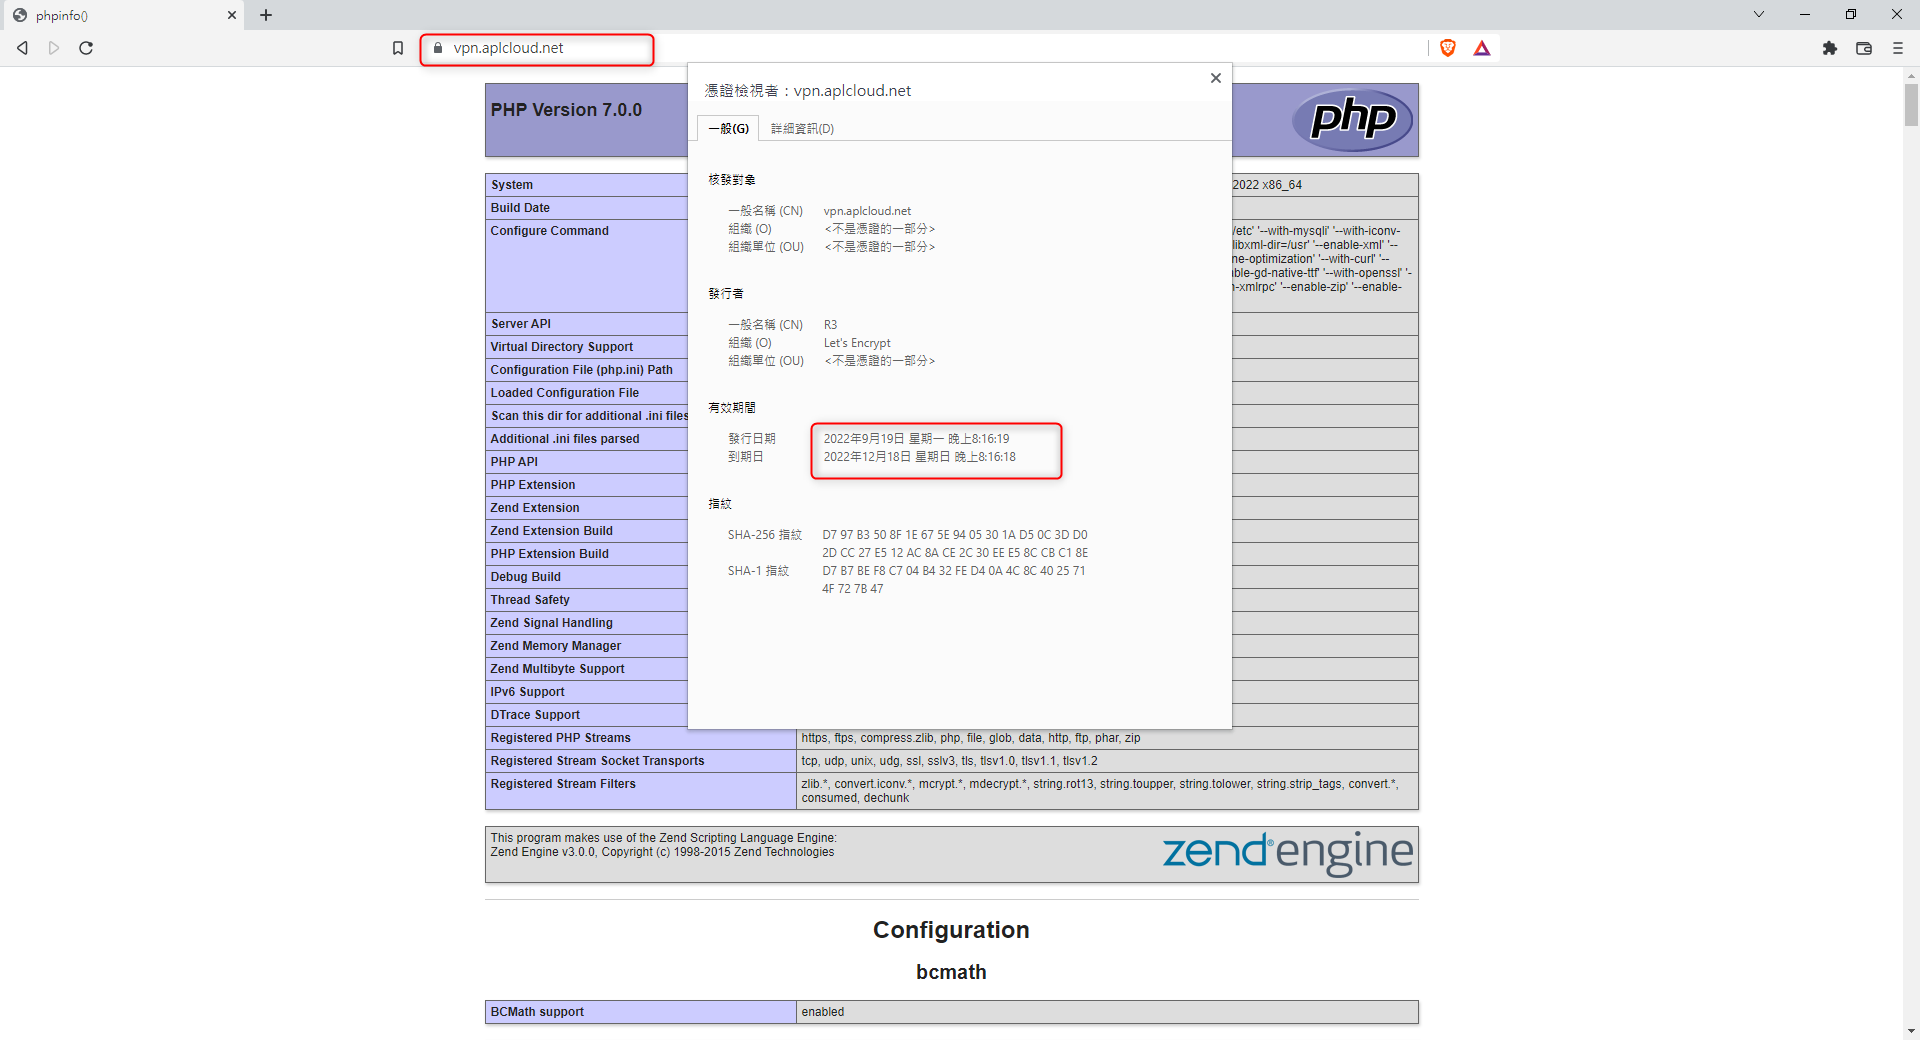 phpinfo()
vpn.aplcloud.net
憑證檢視者：vpn.aplcloud.net
一般(G) 詳細資訊(D)
核發對象
一般名稱 (CN) vpn.aplcloud.net
組織 (O) <不是憑證的一部分>
組織單位 (OU) <不是憑證的一部分>
發行者
一般名稱 (CN) R3
組織 (O) Let's Encrypt
組織單位 (OU) <不是憑證的一部分>
有效期間
發行日期 2022年9月19日 星期一 晚上8:16:19
到期日 2022年12月18日 星期日 晚上8:16:18
指紋
SHA-256 指紋 D7 97 B3 50 8F 1E 67 5E 94 05 30 1A D5 0C 3D D0
2D CC 27 E5 12 AC 8A CE 2C 30 EE E5 8C CB C1 8E
SHA-1 指紋 D7 B7 BE F8 C7 04 B4 32 FE D4 0A 4C 8C 40 25 71
4F 72 7B 47
PHP Version 7.0.0
php
System 2022 x86_64
Build Date
Configure Command /etc' '--with-mysqli' '--with-iconv-
libxml-dir=/usr' '--enable-xml' '--
ne-optimization' '--with-curl' '--
ble-gd-native-ttf' '--with-openssl' '-
-xmlrpc' '--enable-zip' '--enable-
Server API
Virtual Directory Support
Configuration File (php.ini) Path
Loaded Configuration File
Scan this dir for additional .ini files
Additional .ini files parsed
PHP API
PHP Extension
Zend Extension
Zend Extension Build
PHP Extension Build
Debug Build
Thread Safety
Zend Signal Handling
Zend Memory Manager
Zend Multibyte Support
IPv6 Support
DTrace Support
Registered PHP Streams https, ftps, compress.zlib, php, file, glob, data, http, ftp, phar, zip
Registered Stream Socket Transports tcp, udp, unix, udg, ssl, sslv3, tls, tlsv1.0, tlsv1.1, tlsv1.2
Registered Stream Filters zlib.*, convert.iconv.*, mcrypt.*, mdecrypt.*, string.rot13, string.toupper, string.tolower, string.strip_tags, convert.*,
consumed, dechunk
This program makes use of the Zend Scripting Language Engine:
Zend Engine v3.0.0, Copyright (c) 1998-2015 Zend Technologies
zend® engine
Configuration
bcmath
BCMath support enabled